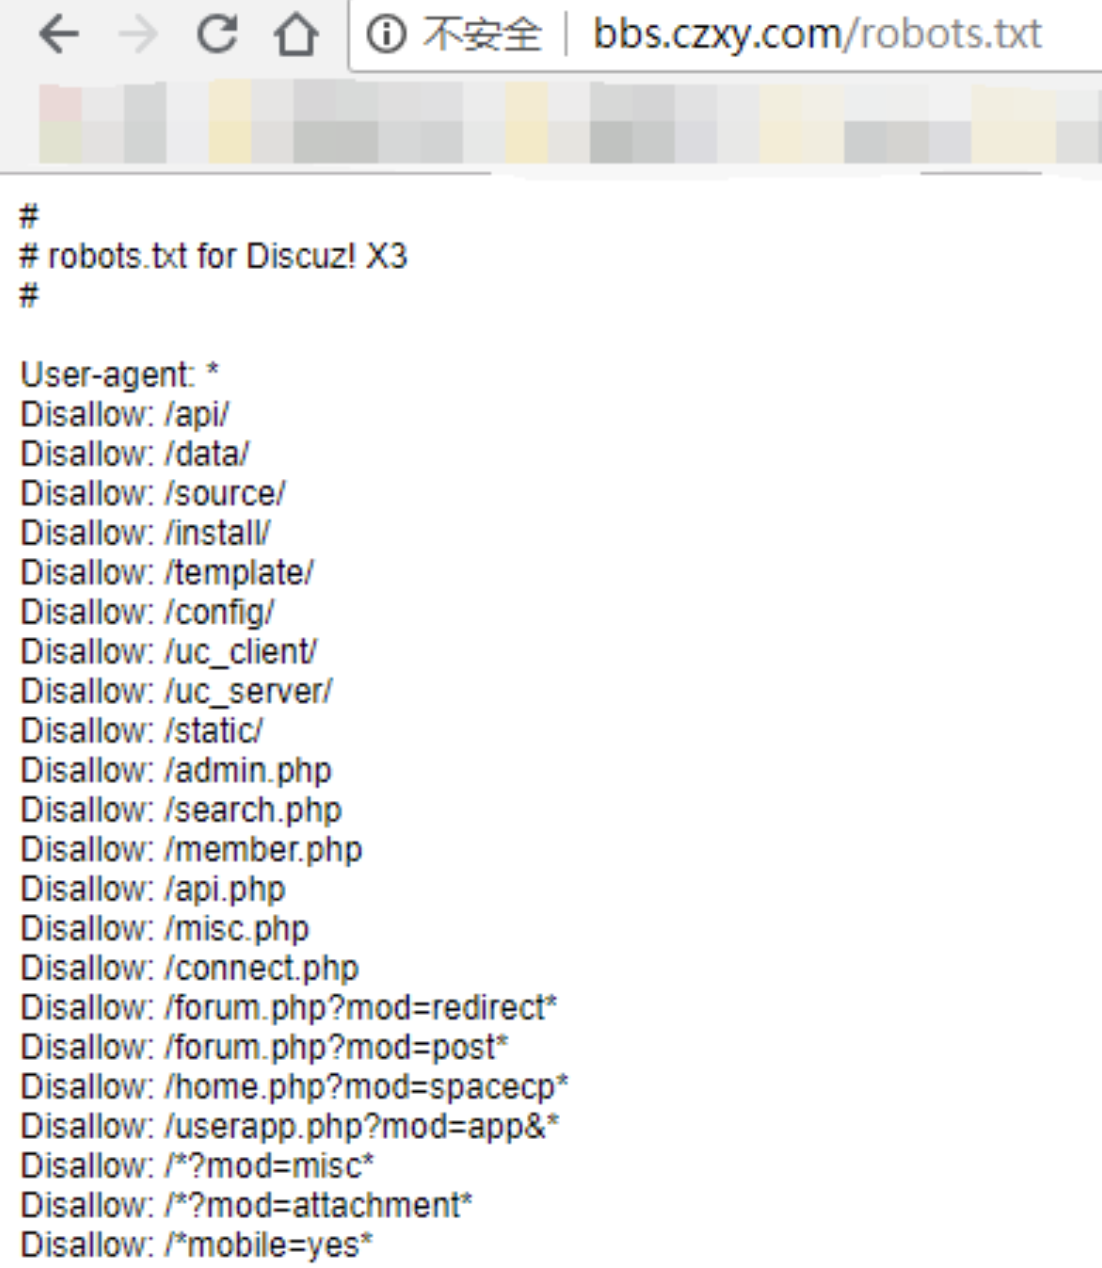 不安全 bbs.czxy.com/robots.txt
#
# robots.txt for Discuz! X3
#
User-agent: *
Disallow: /api/
Disallow: /data/
Disallow: /source/
Disallow: /install/
Disallow: /template/
Disallow: /config/
Disallow: /uc_client/
Disallow: /uc_server/
Disallow: /static/
Disallow: /admin.php
Disallow: /search.php
Disallow: /member.php
Disallow: /api.php
Disallow: /misc.php
Disallow: /connect.php
Disallow: /forum.php?mod=redirect*
Disallow: /forum.php?mod=post*
Disallow: /home.php?mod=spacecp*
Disallow: /userapp.php?mod=app&*
Disallow: /*?mod=misc*
Disallow: /*?mod=attachment*
Disallow: /*mobile=yes*